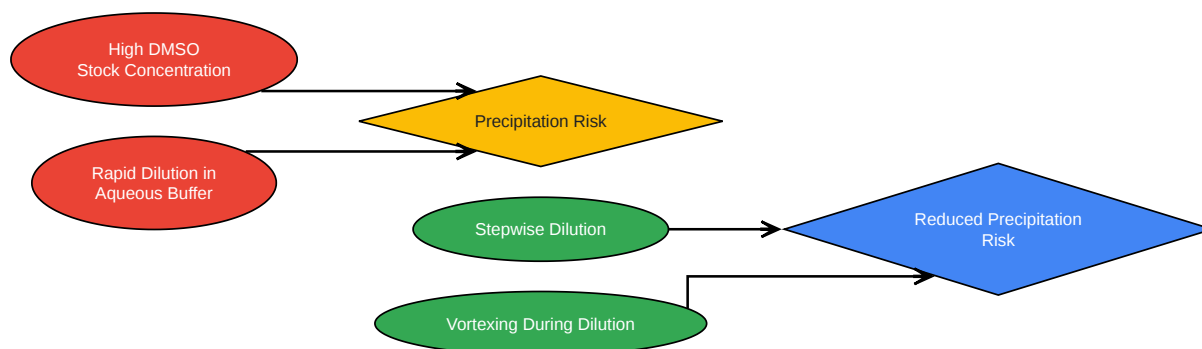 High DMSO
Stock Concentration
Precipitation Risk
Rapid Dilution in
Aqueous Buffer
Stepwise Dilution
Reduced Precipitation
Risk
Vortexing During Dilution